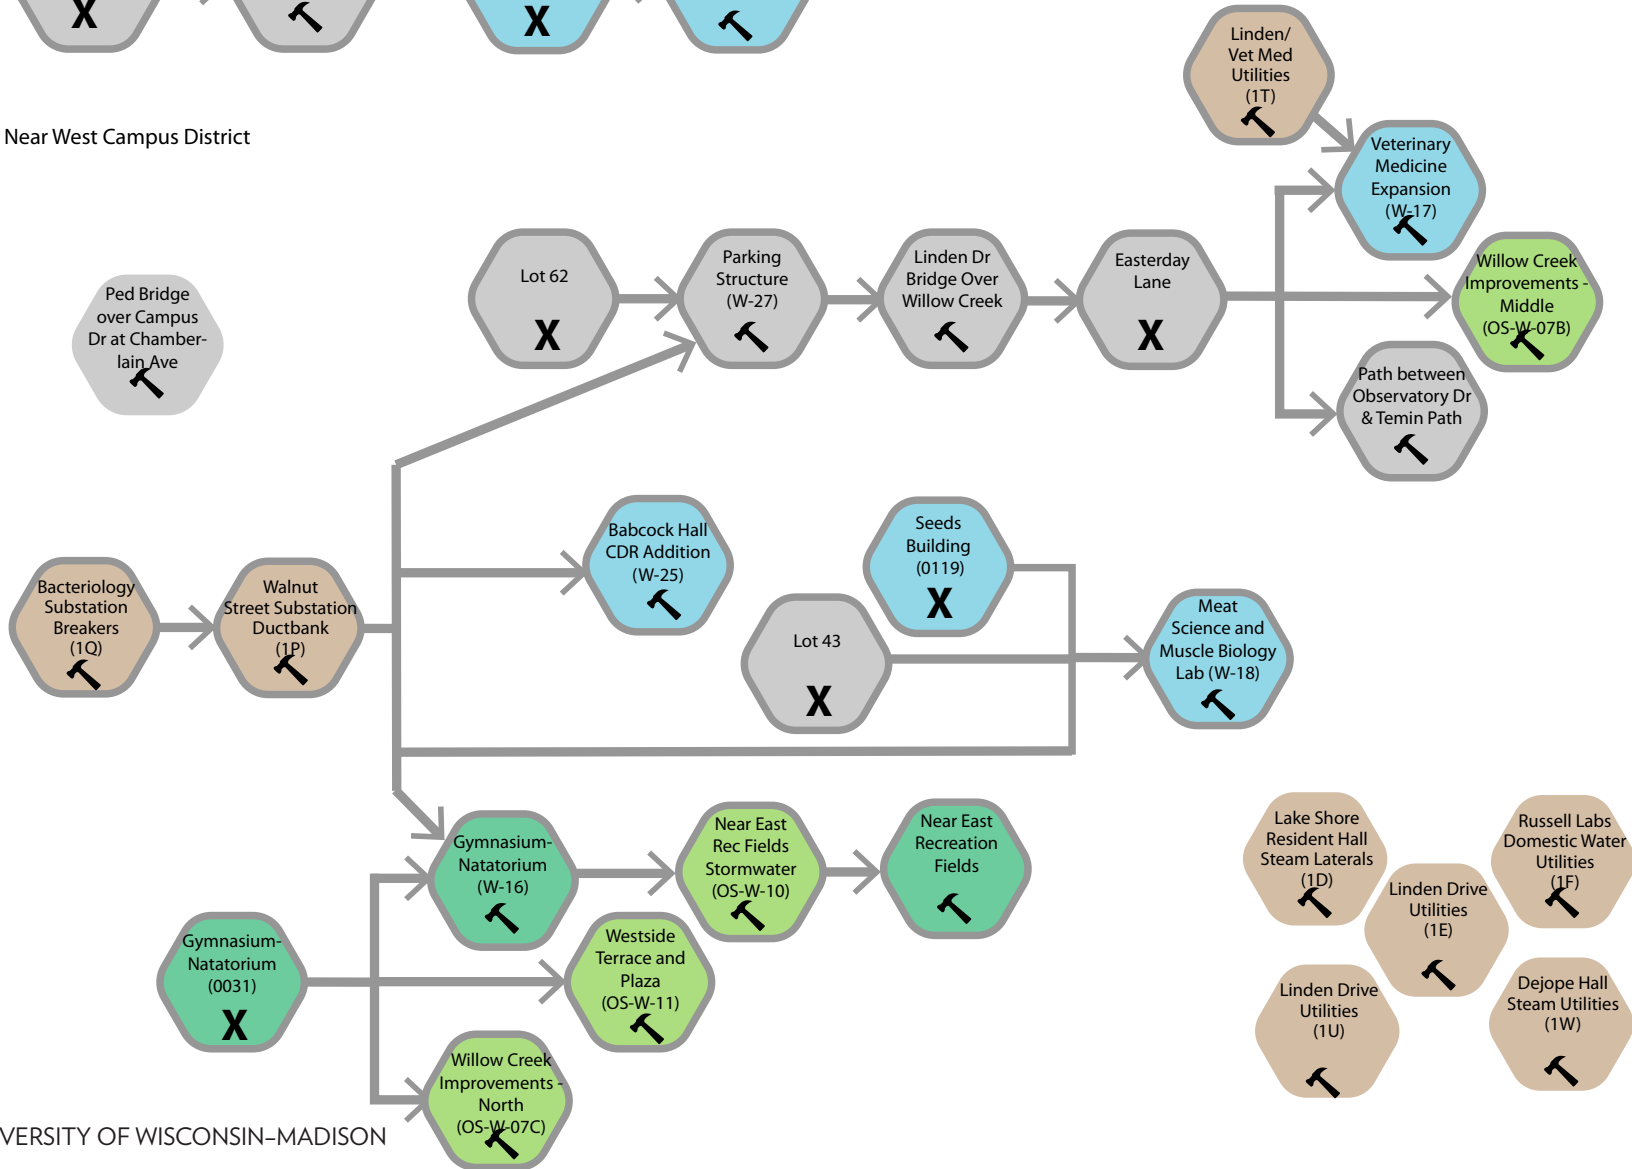 X
X
Near West Campus District
Linden/
Vet Med
Utilities
(1T)
Veterinary
Medicine
Expansion
(W-17)
Lot 62
X
Parking
Structure
(W-27)
Linden Dr
Bridge Over
Willow Creek
Easterday
Lane
X
Willow Creek
Improvements -
Middle
(OS-W-07B)
Path between
Observatory Dr
& Temin Path
Ped Bridge
over Campus
Dr at Chamber-
lain Ave
Babcock Hall
CDR Addition
(W-25)
Seeds
Building
(0119)
X
Bacteriology
Substation
Breakers
(1Q)
Walnut
Street Substation
Ductbank
(1P)
Lot 43
X
Meat
Science and
Muscle Biology
Lab (W-18)
Gymnasium-
Natatorium
(W-16)
Near East
Rec Fields
Stormwater
(OS-W-10)
Near East
Recreation
Fields
Gymnasium-
Natatorium
(0031)
X
Westside
Terrace and
Plaza
(OS-W-11)
Willow Creek
Improvements -
North
(OS-W-07C)
Lake Shore
Resident Hall
Steam Laterals
(1D)
Russell Labs
Domestic Water
Utilities
(1F)
Linden Drive
Utilities
(1E)
Linden Drive
Utilities
(1U)
Dejope Hall
Steam Utilities
(1W)
VERSITY OF WISCONSIN–MADISON